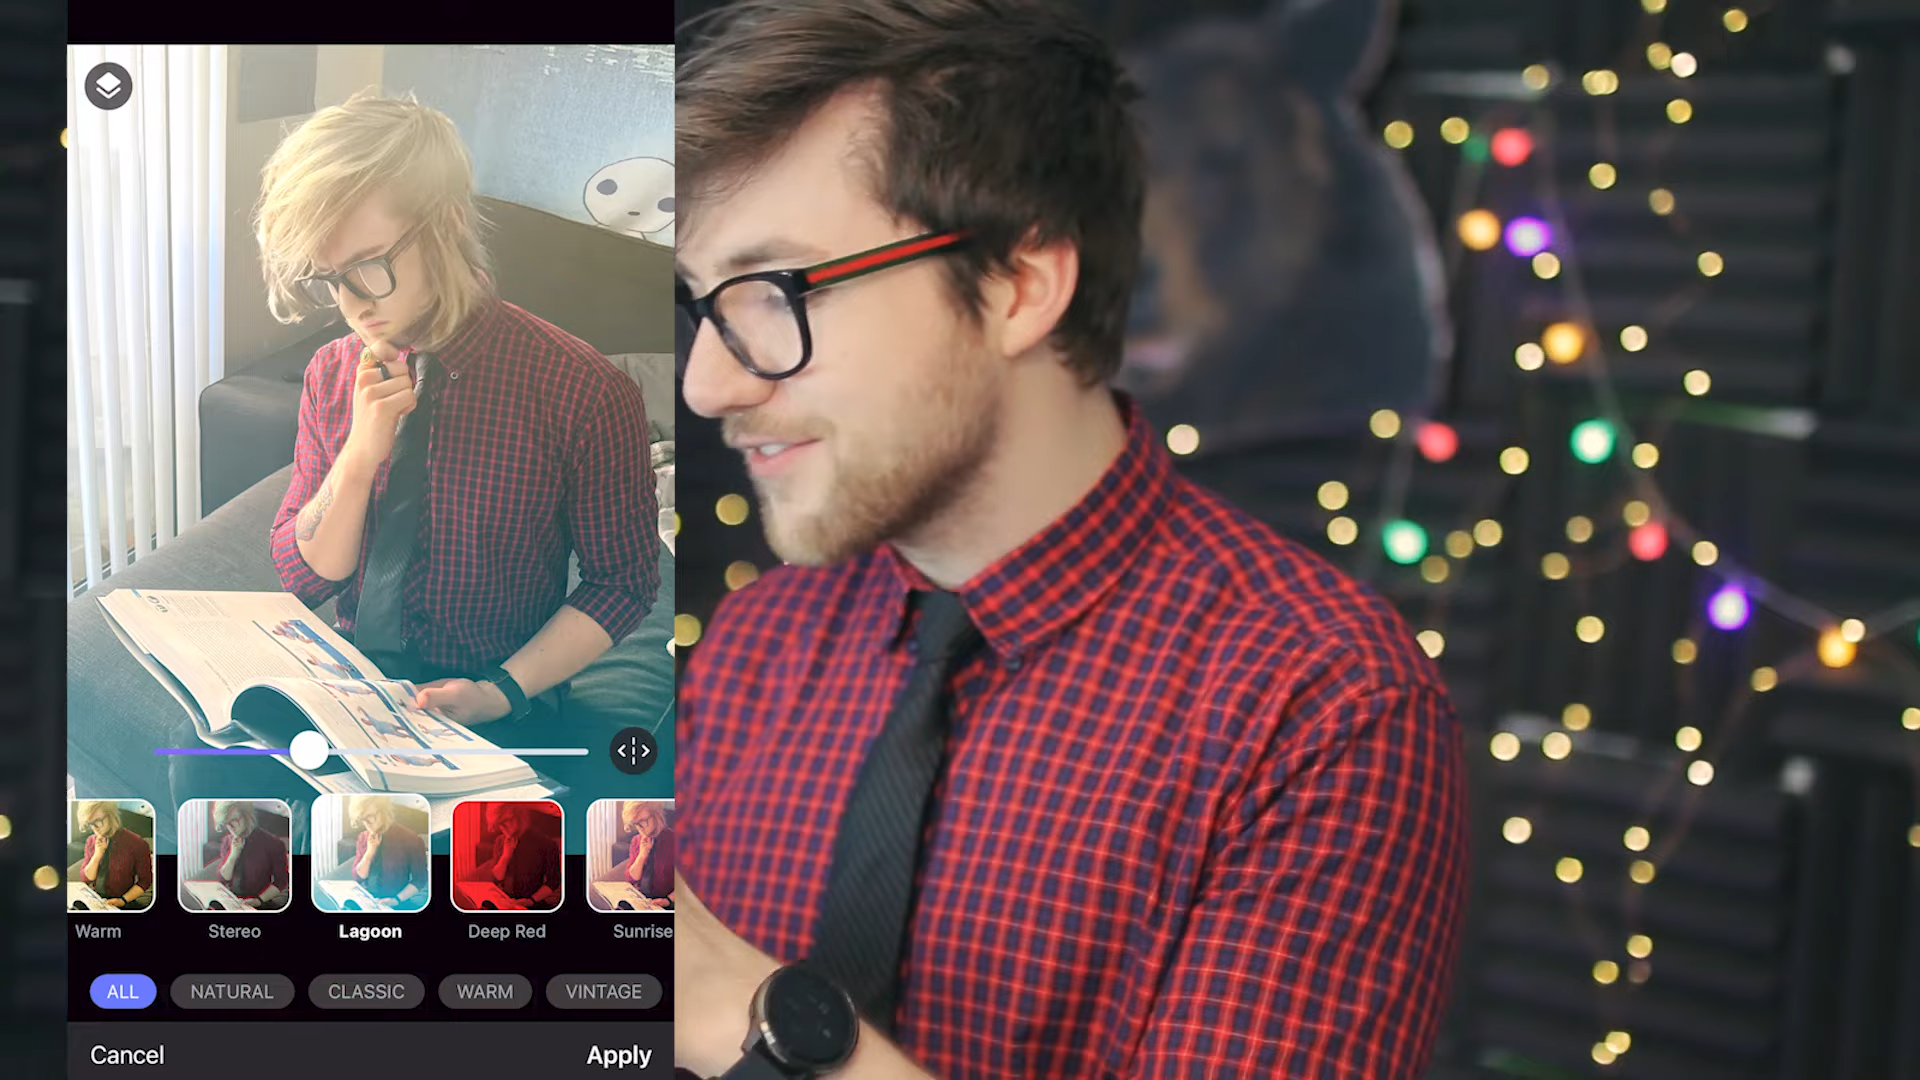 Warm
Stereo
Lagoon
Deep Red
Sunrise
ALL
NATURAL
CLASSIC
WARM
VINTAGE
Cancel
Apply